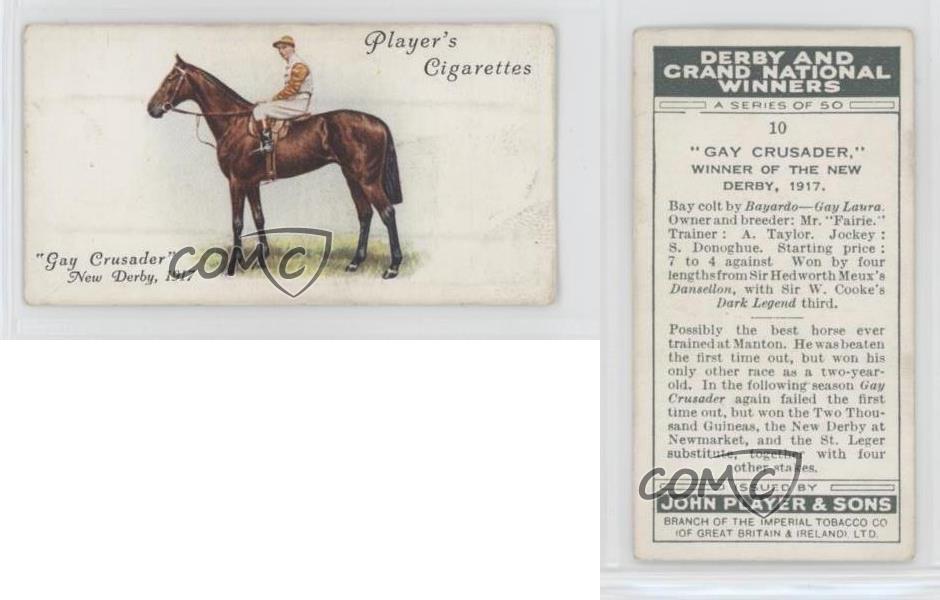 Player's
Cigarettes
"Gay Crusader"
New Derby, 1917
COMC
DERBY AND
GRAND NATIONAL
WINNERS
A SERIES OF 50
10
"GAY CRUSADER,"
WINNER OF THE NEW
DERBY, 1917.
Bay colt by Bayardo—Gay Laura.
Owner and breeder: Mr. "Fairie."
Trainer: A. Taylor. Jockey:
S. Donoghue. Starting price:
7 to 4 against Won by four
lengths from Sir Hedworth Meux's
Dansellon, with Sir W. Cooke's
Dark Legend third.
Possibly the best horse ever
trained at Manton. He was beaten
the first time out, but won his
only other race as a two-year-
old. In the following season Gay
Crusader again failed the first
time out, but won the Two Thou-
sand Guineas, the New Derby at
Newmarket, and the St. Leger
substitute, together with four
other stakes.
COMC
ISSUED BY
JOHN PLAYER & SONS
BRANCH OF THE IMPERIAL TOBACCO CO
(OF GREAT BRITAIN & IRELAND), LTD.